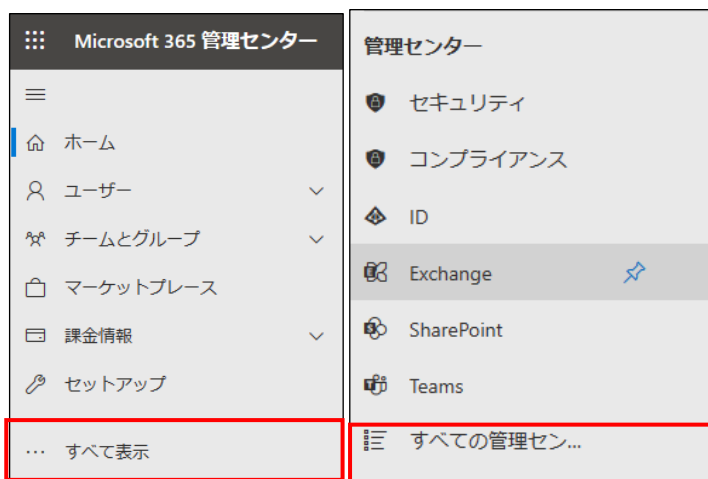 Microsoft 365 管理センター
ホーム
ユーザー
チームとグループ
マーケットプレース
課金情報
セットアップ
すべて表示
管理センター
セキュリティ
コンプライアンス
ID
Exchange
SharePoint
Teams
すべての管理セン...